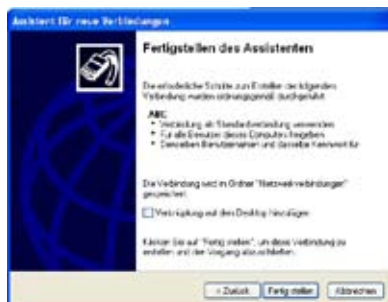 Assistent für neue Verbindungen
Fertigstellen des Assistenten
Die erforderliche Schritte zum Erstellen der folgenden
Verbindung wurden ordnungsgemäß durchgeführt:
ABC
• Verbindung als Standardverbindung verwenden
• Für alle Benutzer dieses Computers freigeben
• Denselben Benutzernamen und dasselbe Kennwort für
Die Verbindung wird im Ordner "Netzwerkverbindungen"
gespeichert.
Verknüpfung auf dem Desktop hinzufügen
Klicken Sie auf "Fertig stellen", um diese Verbindung zu
erstellen und den Vorgang abzuschließen.
< Zurück Fertig stellen Abbrechen